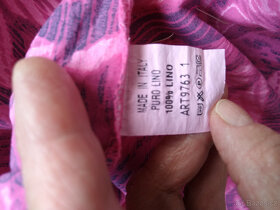 MADE IN ITALY
PURO LINO
100% LINO
ART9763 1